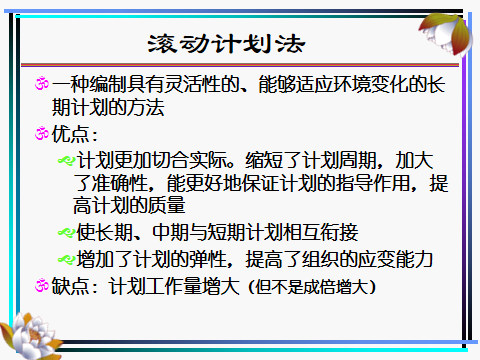 滚动计划法
一种编制具有灵活性的、能够适应环境变化的长
期计划的方法
优点：
计划更加切合实际。缩短了计划周期，加大
了准确性，能更好地保证计划的指导作用，提
高计划的质量
使长期、中期与短期计划相互衔接
增加了计划的弹性，提高了组织的应变能力
缺点：计划工作量增大（但不是成倍增大）